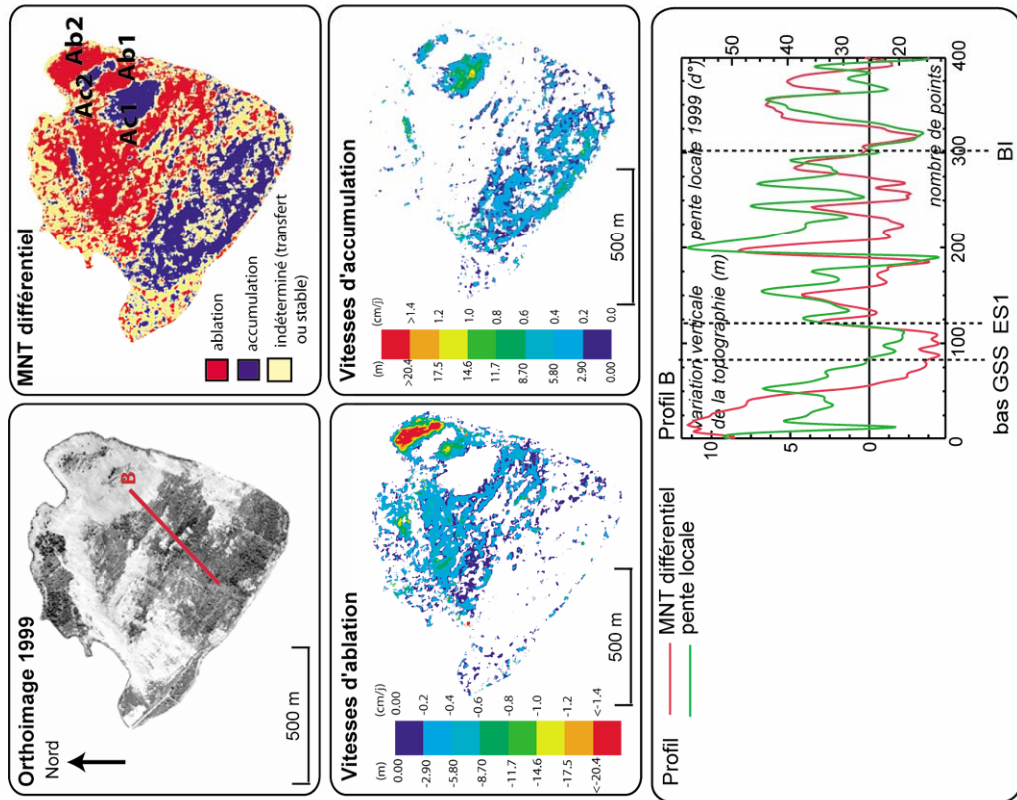 Orthoimage 1999
Nord
B
500 m
MNT différentiel
Ac2 Ab2
Ac1 Ab1
ablation
accumulation
indéterminé (transfert
ou stable)
Vitesses d'ablation
(m) (cm/j)
0.00 0.00
-2.90 -0.2
-5.80 -0.4
-8.70 -0.6
-11.7 -0.8
-14.6 -1.0
-17.5 -1.2
<-20.4 <-1.4
500 m
Vitesses d'accumulation
(m) (cm/j)
>20.4 >1.4
17.5 1.2
14.6 1.0
11.7 0.8
8.70 0.6
5.80 0.4
2.90 0.2
0.00 0.0
500 m
Profil MNT différentiel
pente locale
Profil B
variation verticale
de la topographie (m)
pente locale 1999 (d°)
10 50
5 40
0 30
20
nombre de points
0 100 200 300 400
bas GSS ES1 BI